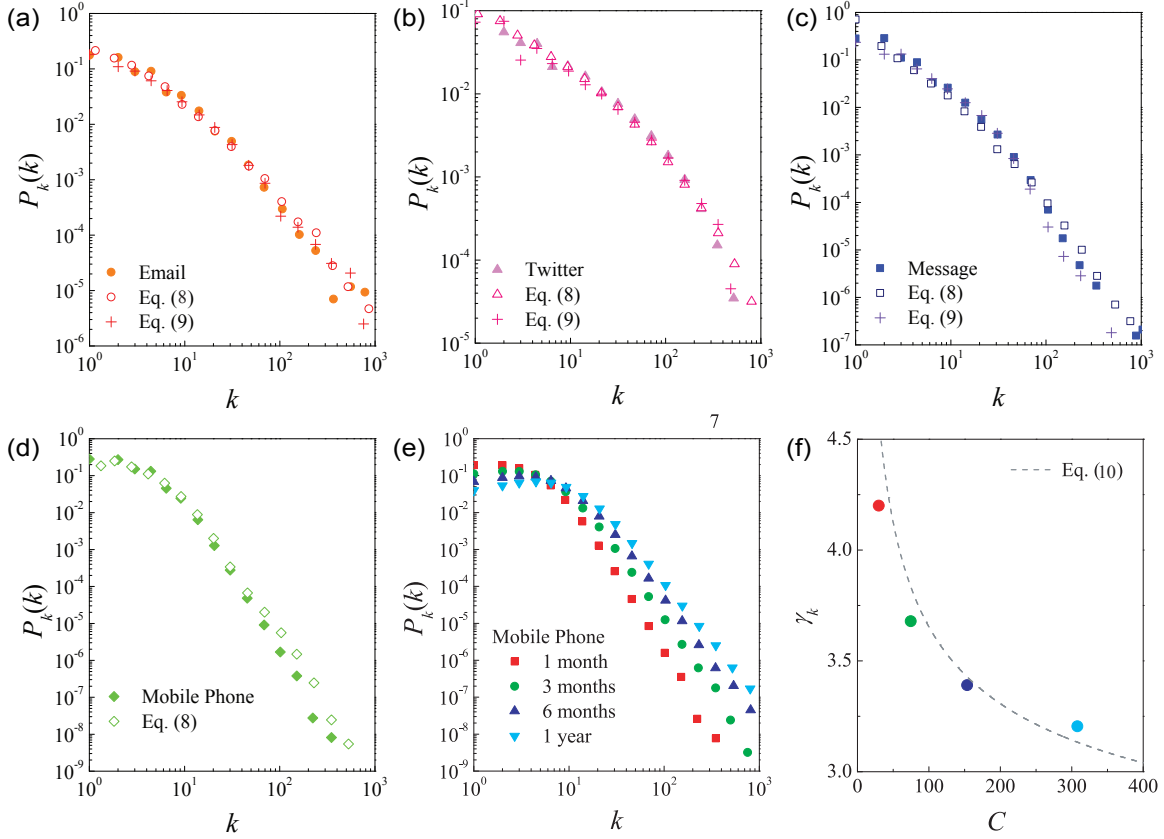 (a)
10^0
10^-1
10^-2
10^-3
10^-4
10^-5
10^-6
P_k(k)
Email
Eq. (8)
Eq. (9)
10^0 10^1 10^2 10^3
k
(b)
10^-1
10^-2
10^-3
10^-4
10^-5
P_k(k)
Twitter
Eq. (8)
Eq. (9)
10^0 10^1 10^2 10^3
k
(c)
10^0
10^-1
10^-2
10^-3
10^-4
10^-5
10^-6
10^-7
P_k(k)
Message
Eq. (8)
Eq. (9)
10^0 10^1 10^2 10^3
k
7
(d)
10^0
10^-1
10^-2
10^-3
10^-4
10^-5
10^-6
10^-7
10^-8
10^-9
P_k(k)
Mobile Phone
Eq. (8)
10^0 10^1 10^2 10^3
k
(e)
10^0
10^-1
10^-2
10^-3
10^-4
10^-5
10^-6
10^-7
10^-8
10^-9
P_k(k)
Mobile Phone
1 month
3 months
6 months
1 year
10^0 10^1 10^2 10^3
k
(f)
4.5
4.0
3.5
3.0
γ_k
Eq. (10)
0 100 200 300 400
C